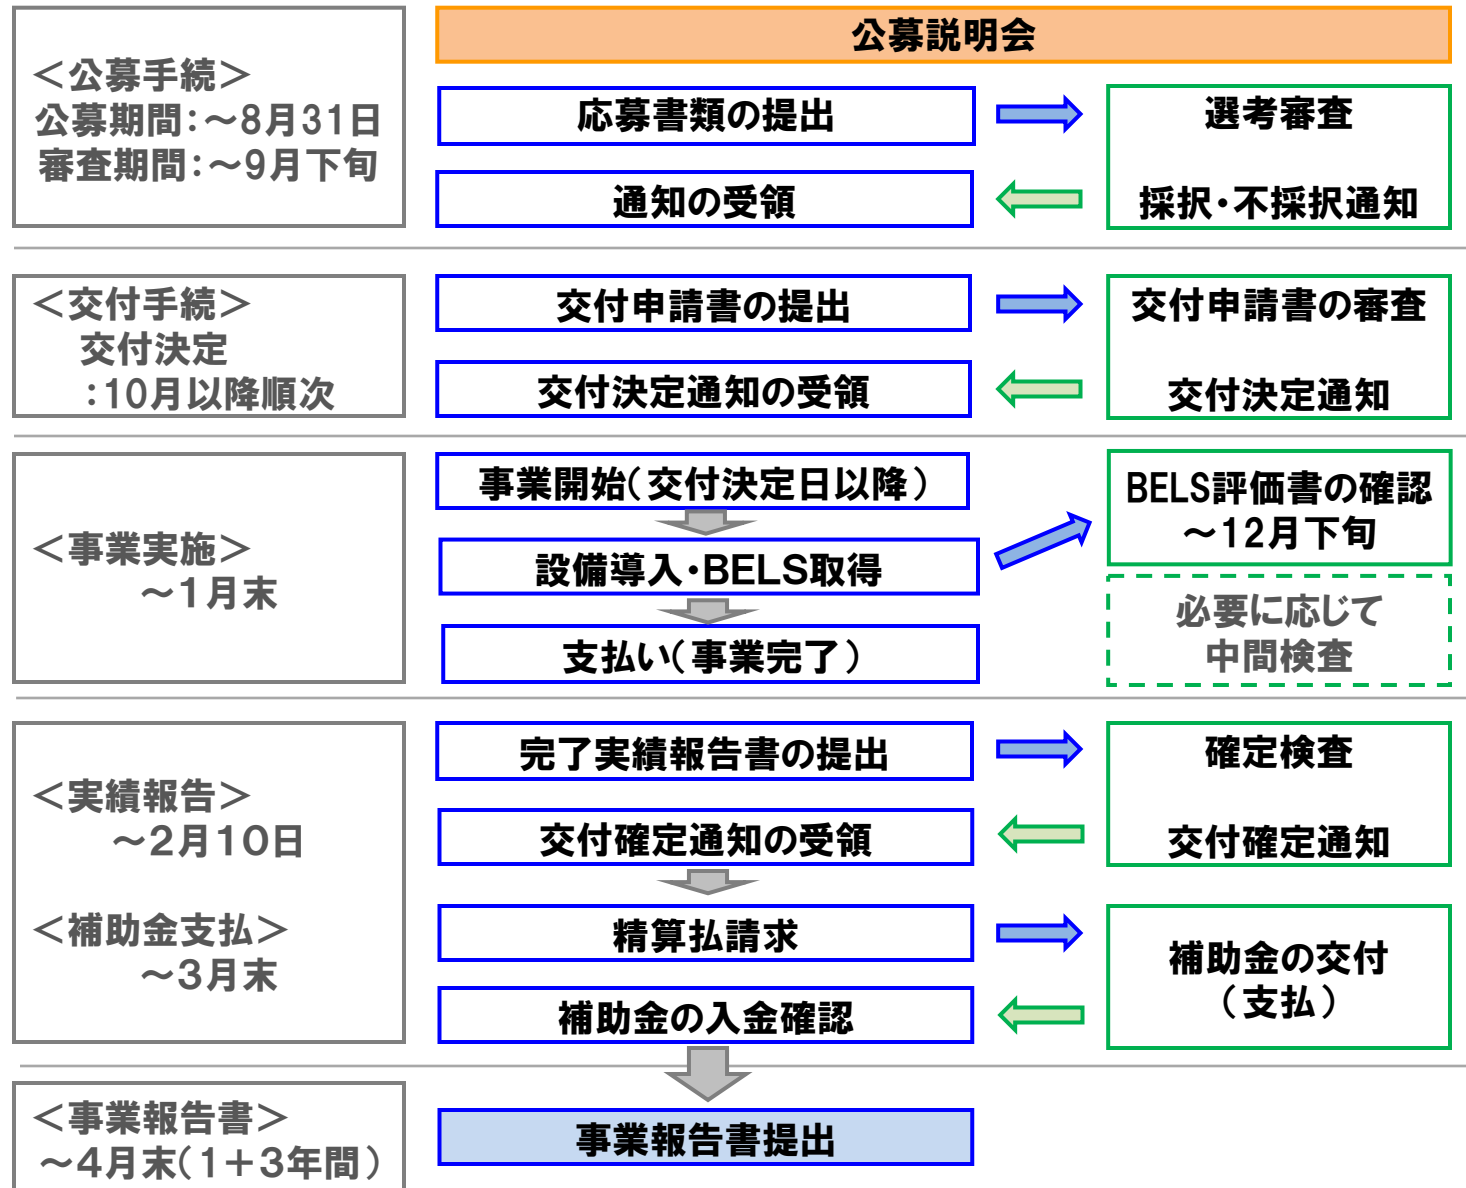 公募説明会
＜公募手続＞
公募期間：～8月31日
審査期間：～9月下旬
応募書類の提出
選考審査
通知の受領
採択・不採択通知
＜交付手続＞
交付決定
：10月以降順次
交付申請書の提出
交付申請書の審査
交付決定通知の受領
交付決定通知
＜事業実施＞
～1月末
事業開始（交付決定日以降）
設備導入・BELS取得
支払い（事業完了）
BELS評価書の確認
～12月下旬
必要に応じて
中間検査
＜実績報告＞
～2月10日
＜補助金支払＞
～3月末
完了実績報告書の提出
確定検査
交付確定通知の受領
交付確定通知
精算払請求
補助金の交付
（支払）
補助金の入金確認
＜事業報告書＞
～4月末（1＋3年間）
事業報告書提出